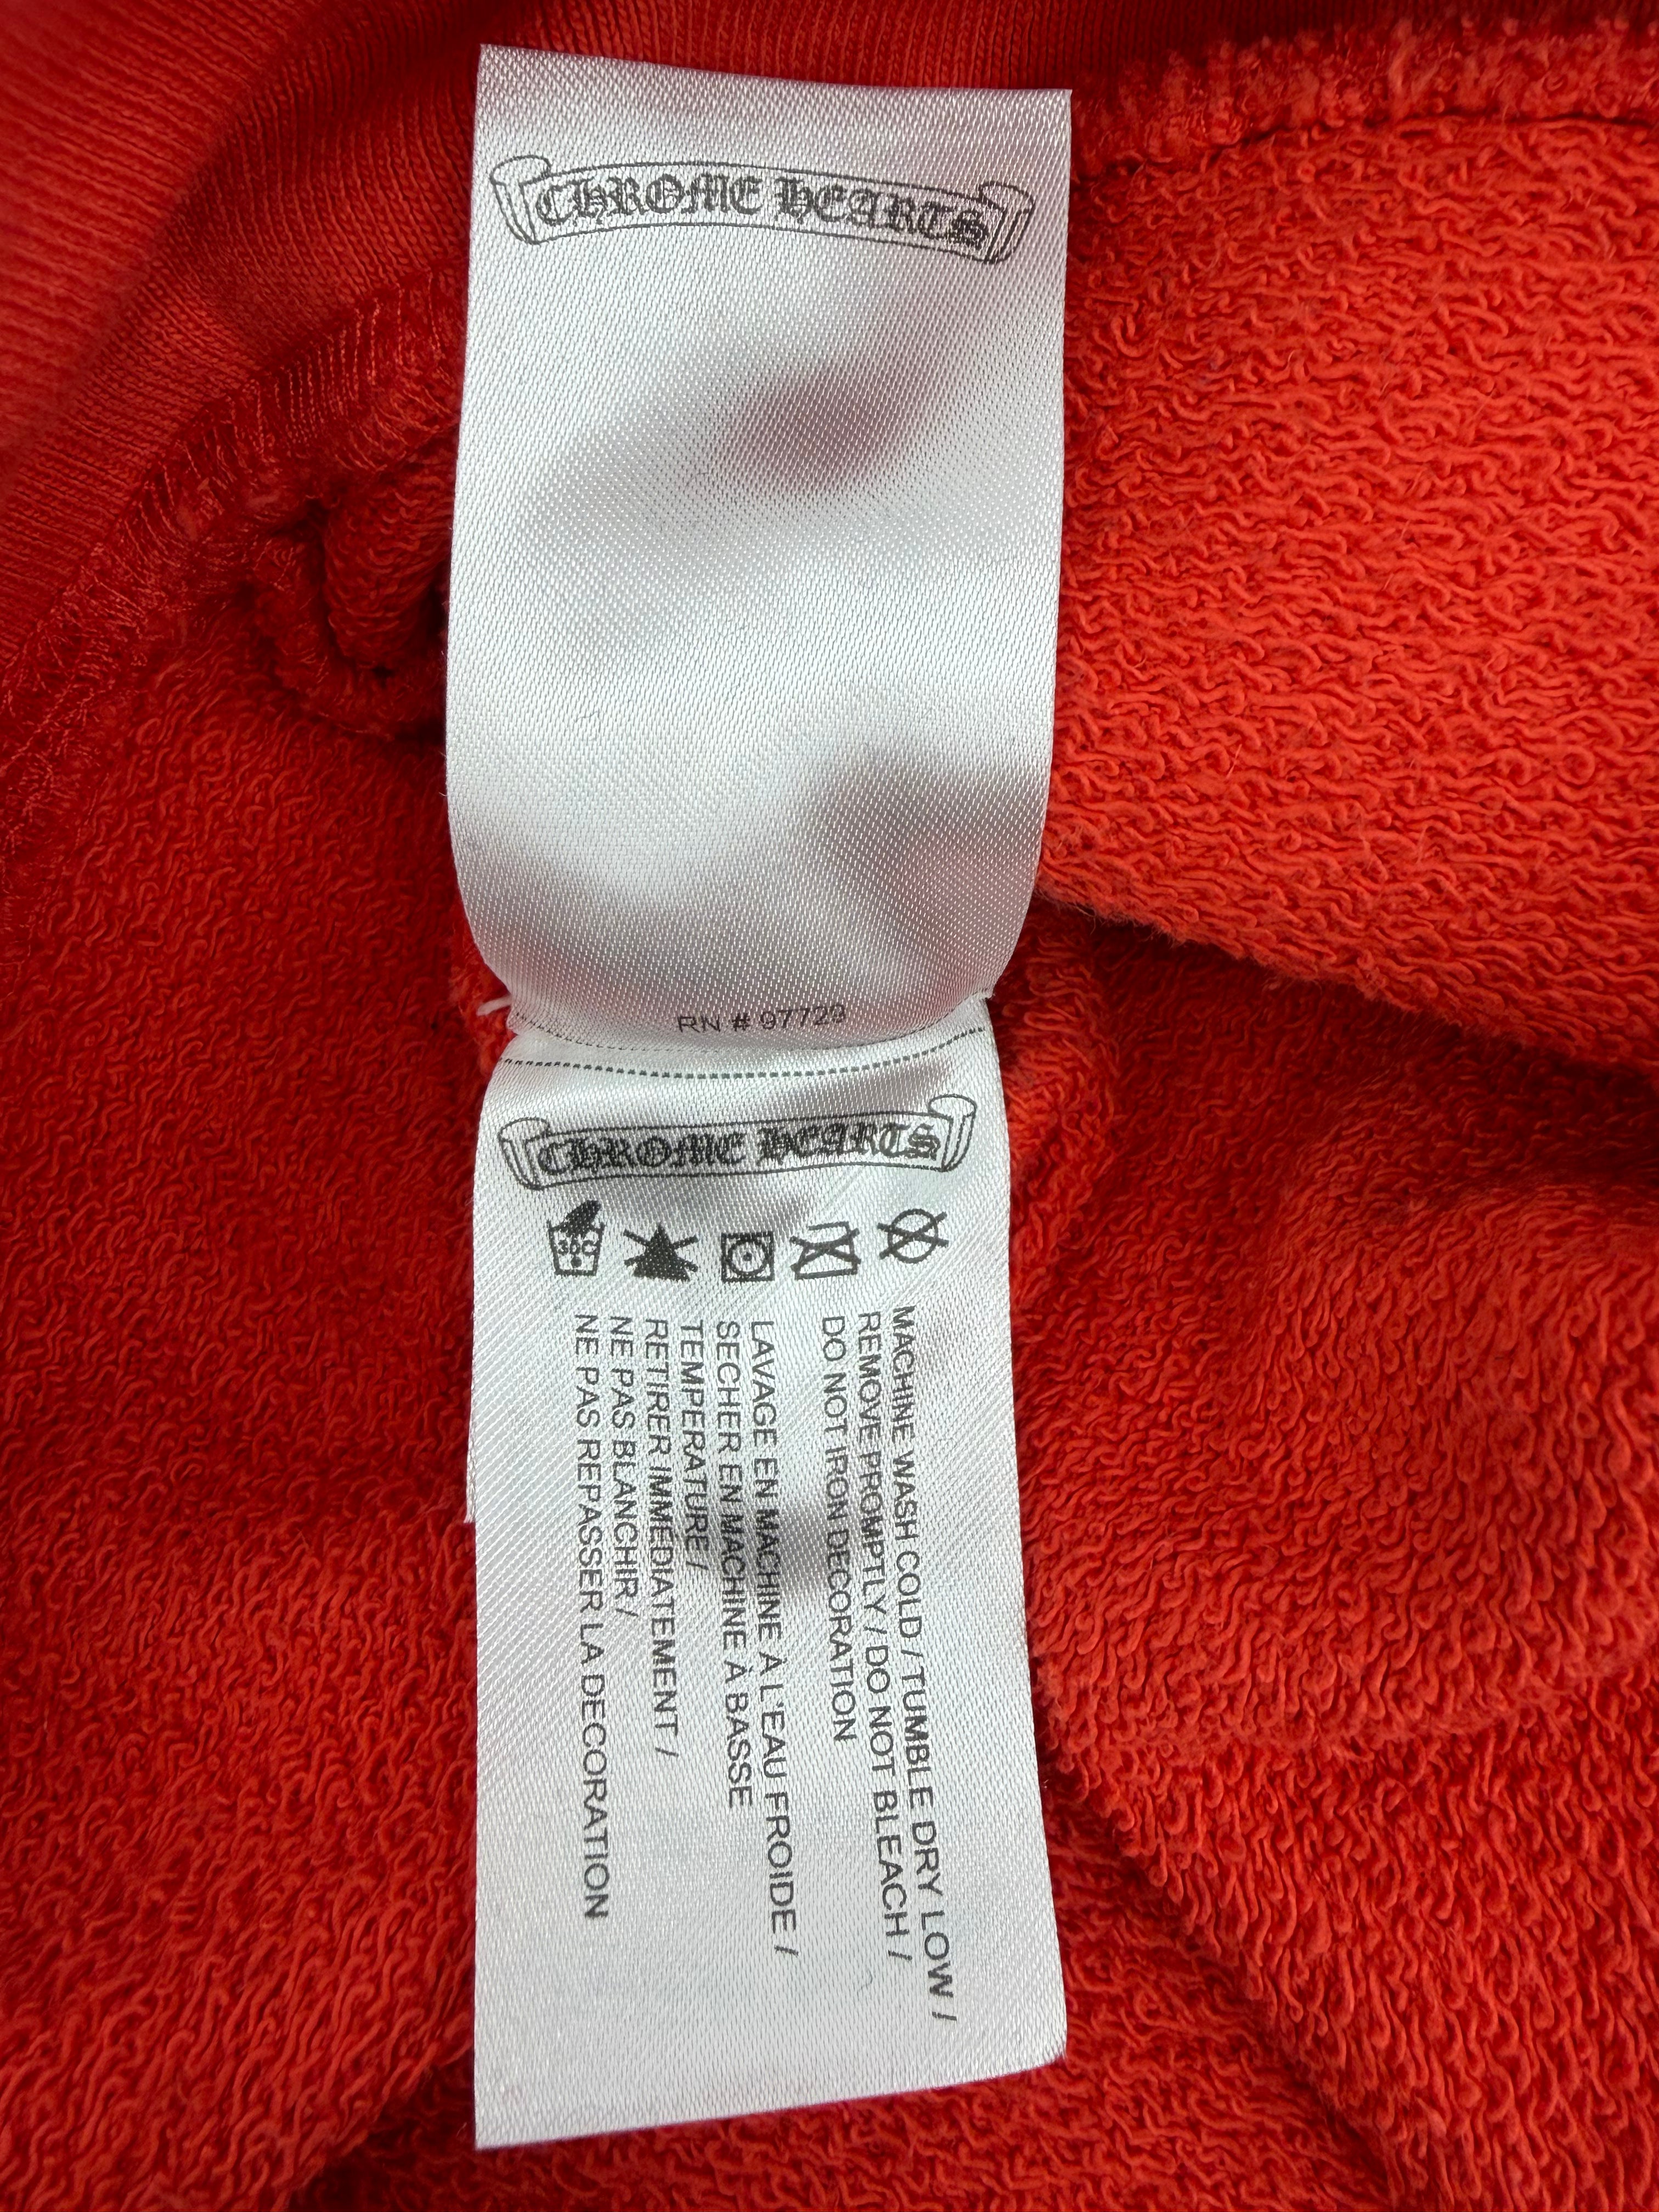 CHROME HEARTS
RN # 97729
CHROME HEARTS
30C
MACHINE WASH COLD / TUMBLE DRY LOW /
REMOVE PROMPTLY / DO NOT BLEACH /
DO NOT IRON DECORATION
LAVAGE EN MACHINE À L'EAU FROIDE /
SECHER EN MACHINE À BASSE
TEMPERATURE /
RETIRER IMMÉDIATEMENT /
NE PAS BLANCHIR /
NE PAS REPASSER LA DECORATION